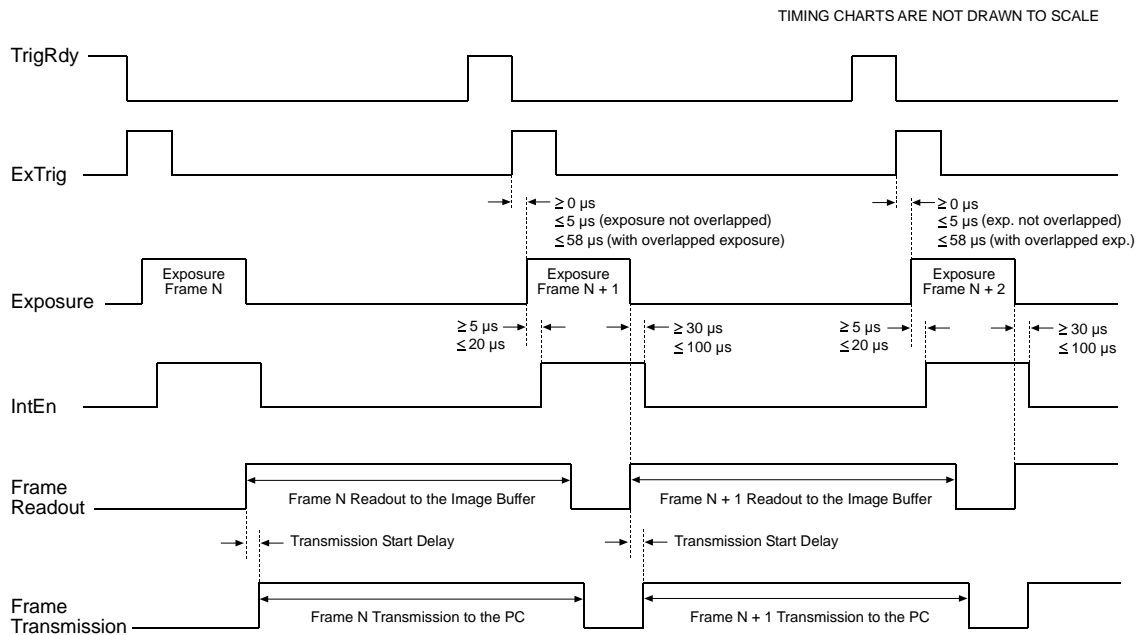 TIMING CHARTS ARE NOT DRAWN TO SCALE
TrigRdy
ExTrig
≥ 0 µs
≤ 5 µs (exposure not overlapped)
≤ 58 µs (with overlapped exposure)
≥ 0 µs
≤ 5 µs (exp. not overlapped)
≤ 58 µs (with overlapped exp.)
Exposure
Exposure
Frame N
Exposure
Frame N + 1
Exposure
Frame N + 2
≥ 5 µs
≤ 20 µs
≥ 30 µs
≤ 100 µs
≥ 5 µs
≤ 20 µs
≥ 30 µs
≤ 100 µs
IntEn
Frame
Readout
Frame N Readout to the Image Buffer
Frame N + 1 Readout to the Image Buffer
Transmission Start Delay
Transmission Start Delay
Frame
Transmission
Frame N Transmission to the PC
Frame N + 1 Transmission to the PC